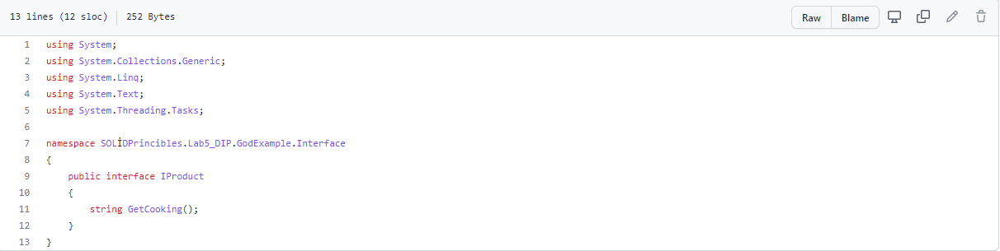 13 lines (12 sloc) 252 Bytes Raw Blame
1 using System;
2 using System.Collections.Generic;
3 using System.Linq;
4 using System.Text;
5 using System.Threading.Tasks;
6
7 namespace SOLİDPrincibles.Lab5_DIP.GodExample.Interface
8 {
9 public interface IProduct
10 {
11 string GetCooking();
12 }
13 }